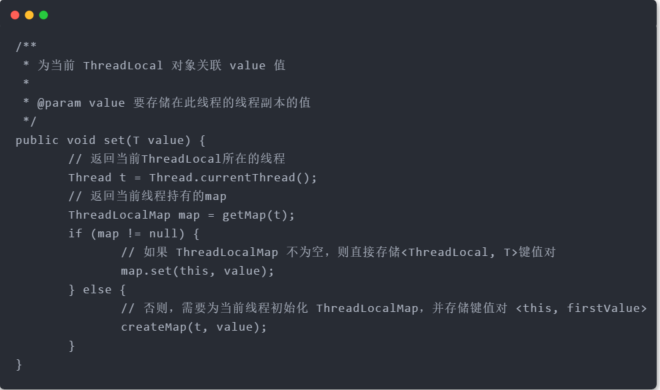 /**
 * 为当前 ThreadLocal 对象关联 value 值
 *
 * @param value 要存储在此线程的线程副本的值
 */
public void set(T value) {
        // 返回当前ThreadLocal所在的线程
        Thread t = Thread.currentThread();
        // 返回当前线程持有的map
        ThreadLocalMap map = getMap(t);
        if (map != null) {
                // 如果 ThreadLocalMap 不为空，则直接存储<ThreadLocal, T>键值对
                map.set(this, value);
        } else {
                // 否则，需要为当前线程初始化 ThreadLocalMap，并存储键值对 <this, firstValue>
                createMap(t, value);
        }
}